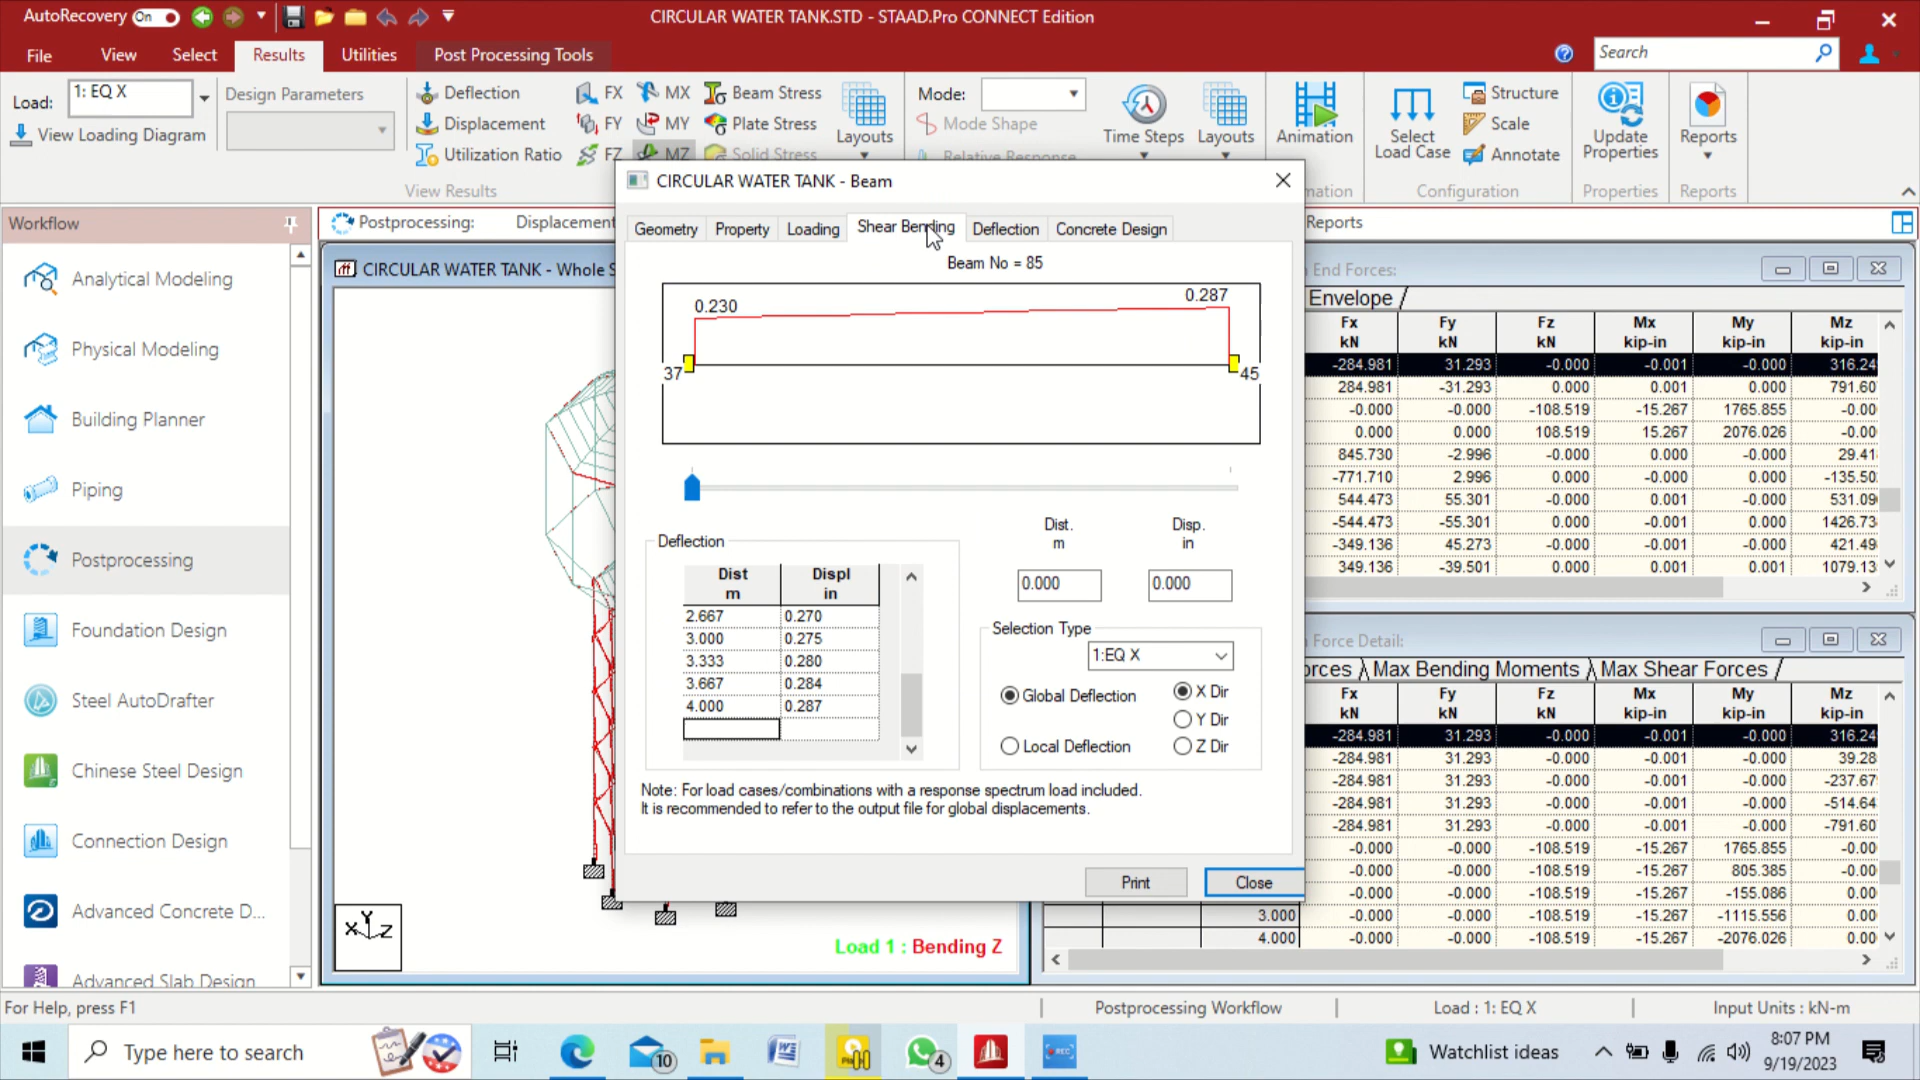 AutoRecovery On
CIRCULAR WATER TANK.STD - STAAD.Pro CONNECT Edition
File View Select Results Utilities Post Processing Tools
Search
Load: 1: EQ X
View Loading Diagram
Design Parameters
Deflection
Displacement
Utilization Ratio
FX MX Beam Stress
FY MY Plate Stress
FZ MZ Solid Stress
Layouts
View Results
Mode:
Mode Shape
Relative Response
Time Steps
Layouts
Animation
Select Load Case
Structure
Scale
Annotate
Configuration
Update Properties
Properties
Reports
Reports
Workflow
Analytical Modeling
Physical Modeling
Building Planner
Piping
Postprocessing
Foundation Design
Steel AutoDrafter
Chinese Steel Design
Connection Design
Advanced Concrete D...
Advanced Slab Design
Postprocessing: Displacement
Reports
CIRCULAR WATER TANK - Whole S
X Y Z
Load 1 : Bending Z
CIRCULAR WATER TANK - Beam
Geometry Property Loading Shear Bending Deflection Concrete Design
Beam No = 85
0.230 0.287
37 45
Deflection
Dist m Displ in
2.667 0.270
3.000 0.275
3.333 0.280
3.667 0.284
4.000 0.287
Dist. m Disp. in
0.000 0.000
Selection Type
1:EQ X
Global Deflection X Dir
Y Dir
Local Deflection Z Dir
Note: For load cases/combinations with a response spectrum load included.
It is recommended to refer to the output file for global displacements.
Print Close
End Forces:
Envelope
Fx kN Fy kN Fz kN Mx kip-in My kip-in Mz kip-in
-284.981 31.293 -0.000 -0.001 -0.000 316.24
284.981 -31.293 0.000 0.001 0.000 791.60
-0.000 -0.000 -108.519 -15.267 1765.855 -0.00
0.000 0.000 108.519 15.267 2076.026 -0.00
845.730 -2.996 -0.000 -0.000 -0.000 29.41
-771.710 2.996 0.000 0.000 0.000 -135.50
544.473 55.301 -0.000 0.001 -0.000 531.09
-544.473 -55.301 0.000 -0.001 0.000 1426.73
-349.136 45.273 -0.000 -0.001 -0.000 421.49
349.136 -39.501 0.000 0.001 0.000 1079.13
Force Detail:
Max Bending Moments Max Shear Forces
Fx kN Fy kN Fz kN Mx kip-in My kip-in Mz kip-in
-284.981 31.293 -0.000 -0.001 -0.000 316.24
-284.981 31.293 -0.000 -0.001 -0.000 39.28
-284.981 31.293 -0.000 -0.001 -0.000 -237.67
-284.981 31.293 -0.000 -0.001 -0.000 -514.64
-284.981 31.293 -0.000 -0.001 -0.000 -791.60
-0.000 -0.000 -108.519 -15.267 1765.855 -0.00
-0.000 -0.000 -108.519 -15.267 805.385 -0.00
-0.000 -0.000 -108.519 -15.267 -155.086 0.00
3.000 -0.000 -0.000 -108.519 -15.267 -1115.556 0.00
4.000 -0.000 -0.000 -108.519 -15.267 -2076.026 0.00
For Help, press F1
Postprocessing Workflow
Load : 1: EQ X
Input Units : kN-m
Type here to search
10
4
REC
Watchlist ideas
8:07 PM
9/19/2023